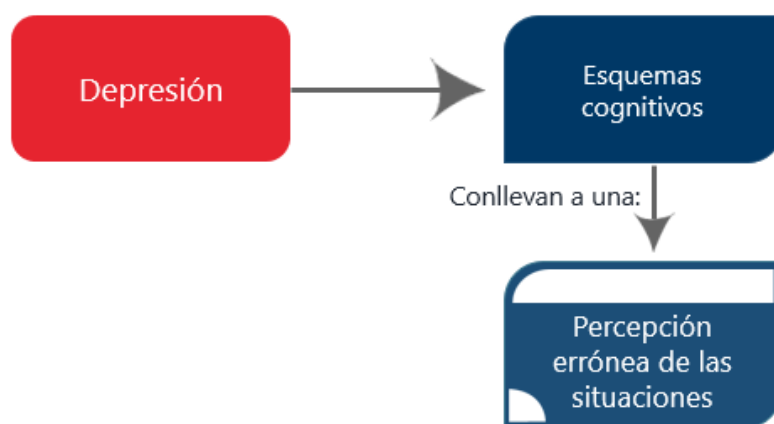 Depresión
Esquemas
cognitivos
Conllevan a una:
Percepción
errónea de las
situaciones